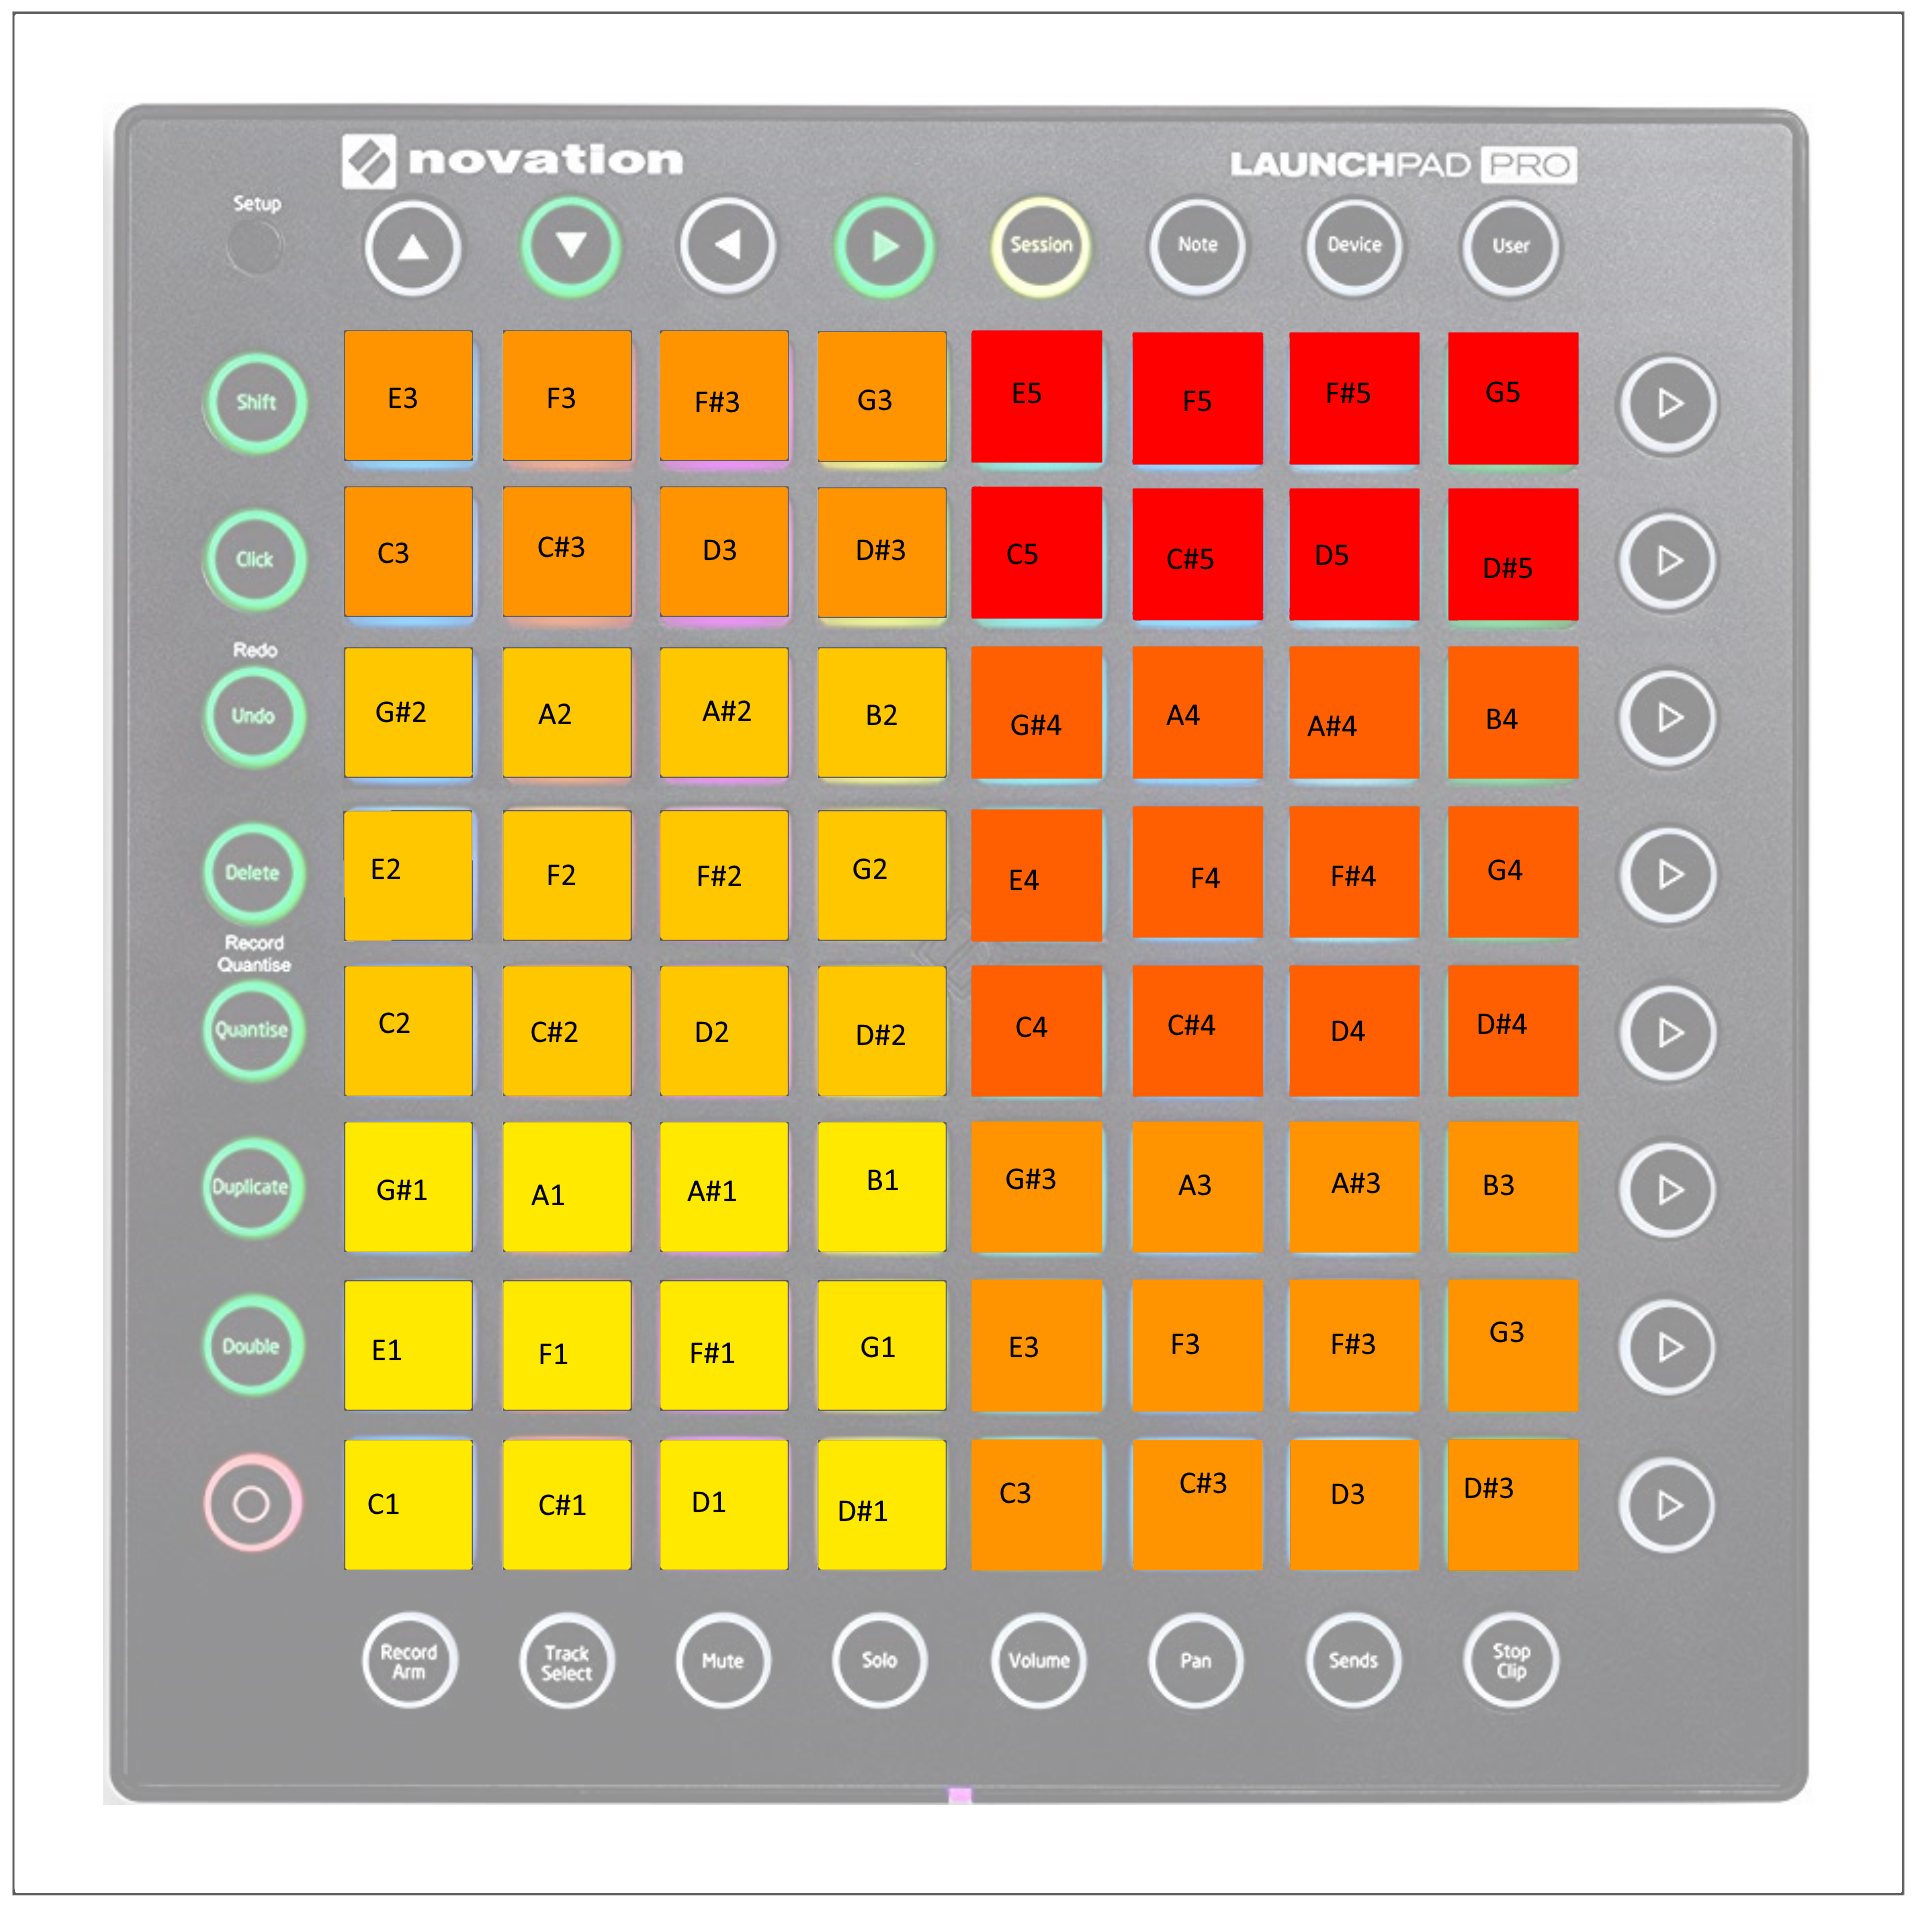 novation
LAUNCHPAD PRO
Setup
Session
Note
Device
User
Shift
E3
F3
F#3
G3
E5
F5
F#5
G5
Click
C3
C#3
D3
D#3
C5
C#5
D5
D#5
Redo
Undo
G#2
A2
A#2
B2
G#4
A4
A#4
B4
Delete
E2
F2
F#2
G2
E4
F4
F#4
G4
Record
Quantise
Quantise
C2
C#2
D2
D#2
C4
C#4
D4
D#4
Duplicate
G#1
A1
A#1
B1
G#3
A3
A#3
B3
Double
E1
F1
F#1
G1
E3
F3
F#3
G3
C1
C#1
D1
D#1
C3
C#3
D3
D#3
Record
Arm
Track
Select
Mute
Solo
Volume
Pan
Sends
Stop
Clip